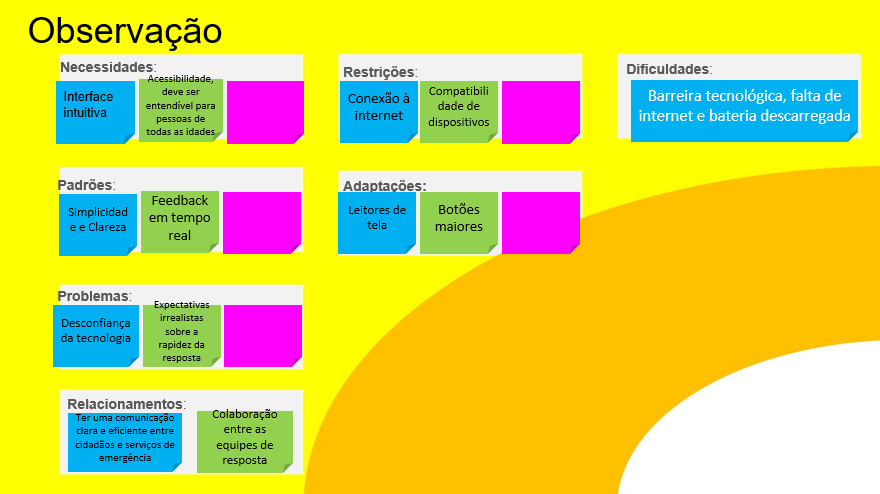 Observação
Necessidades:
Interface
intuitiva
Acessibilidade,
deve ser
entendível para
pessoas de
todas as idades
Restrições:
Conexão à
internet
Compatibili
dade de
dispositivos
Dificuldades:
Barreira tecnológica, falta de
internet e bateria descarregada
Padrões:
Simplicidad
e e Clareza
Feedback
em tempo
real
Adaptações:
Leitores de
tela
Botões
maiores
Problemas:
Desconfiança
da tecnologia
Expectativas
irrealistas
sobre a
rapidez da
resposta
Relacionamentos:
Ter uma comunicação
clara e eficiente entre
cidadãos e serviços de
emergência
Colaboração
entre as
equipes de
resposta